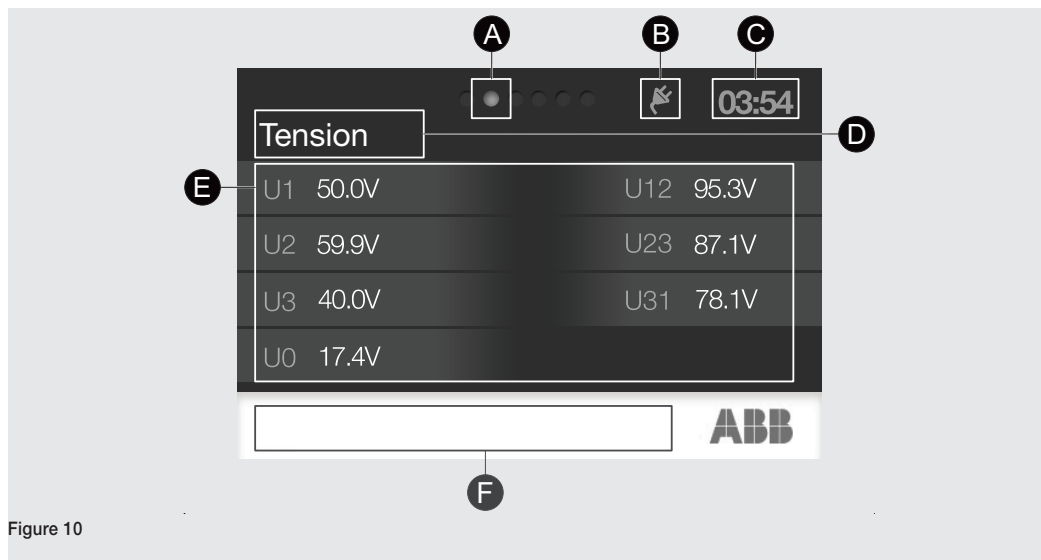 A B C
03:54
Tension
D
E
U1 50.0V U12 95.3V
U2 59.9V U23 87.1V
U3 40.0V U31 78.1V
U0 17.4V
ABB
F
Figure 10